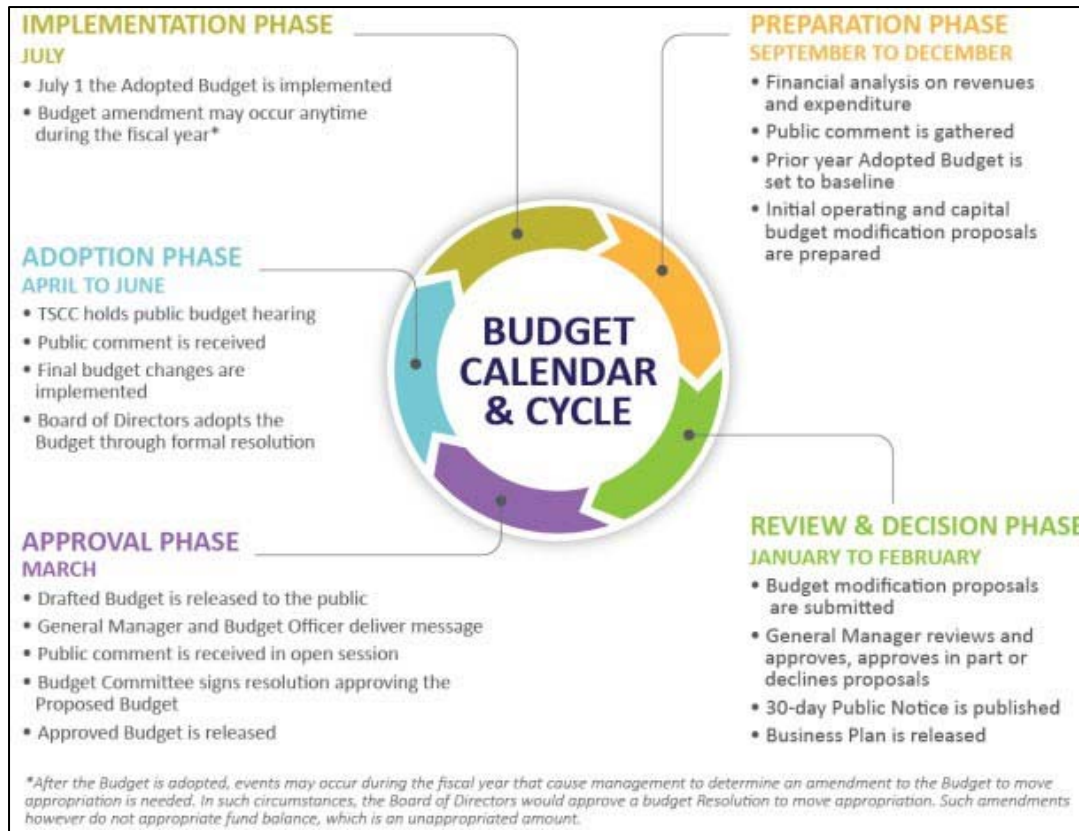 IMPLEMENTATION PHASE
JULY
• July 1 the Adopted Budget is implemented
• Budget amendment may occur anytime
during the fiscal year*
PREPARATION PHASE
SEPTEMBER TO DECEMBER
• Financial analysis on revenues
and expenditure
• Public comment is gathered
• Prior year Adopted Budget is
set to baseline
• Initial operating and capital
budget modification proposals
are prepared
ADOPTION PHASE
APRIL TO JUNE
• TSCC holds public budget hearing
• Public comment is received
• Final budget changes are
implemented
• Board of Directors adopts the
Budget through formal resolution
BUDGET
CALENDAR
& CYCLE
APPROVAL PHASE
MARCH
• Drafted Budget is released to the public
• General Manager and Budget Officer deliver message
• Public comment is received in open session
• Budget Committee signs resolution approving the
Proposed Budget
• Approved Budget is released
REVIEW & DECISION PHASE
JANUARY TO FEBRUARY
• Budget modification proposals
are submitted
• General Manager reviews and
approves, approves in part or
declines proposals
• 30-day Public Notice is published
• Business Plan is released
*After the Budget is adopted, events may occur during the fiscal year that cause management to determine an amendment to the Budget to move
appropriation is needed. In such circumstances, the Board of Directors would approve a budget Resolution to move appropriation. Such amendments
however do not appropriate fund balance, which is an unappropriated amount.